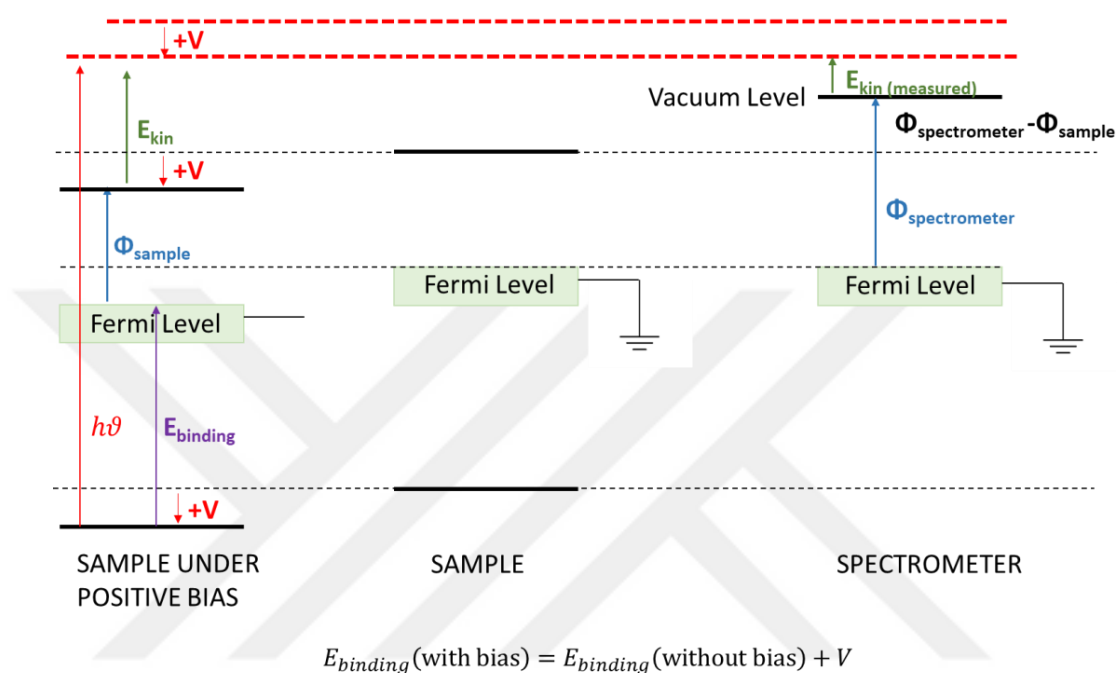 +V
E_kin (measured)
Vacuum Level
Φ_spectrometer-Φ_sample
E_kin
+V
Φ_sample
Φ_spectrometer
Fermi Level
Fermi Level
Fermi Level
hϑ
E_binding
+V
SAMPLE UNDER
POSITIVE BIAS
SAMPLE
SPECTROMETER
E_binding(with bias) = E_binding(without bias) + V